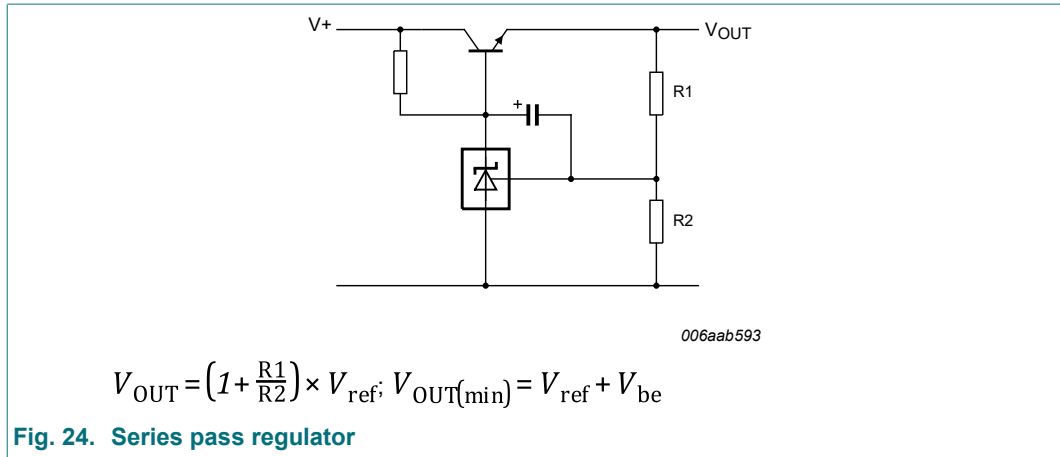 V+
VOUT
R1
+
R2
006aab593
VOUT = (1 + R1/R2) × Vref; VOUT(min) = Vref + Vbe
Fig. 24. Series pass regulator